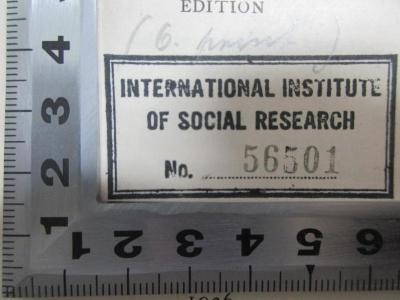 EDITION
INTERNATIONAL INSTITUTE
OF SOCIAL RESEARCH
No. 56501
4
3
2
1
1 2 3 4 5 6